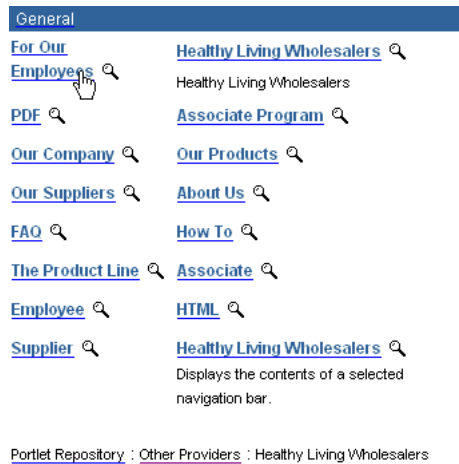 General
For Our
Employees
Healthy Living Wholesalers
Healthy Living Wholesalers
PDF
Associate Program
Our Company
Our Products
Our Suppliers
About Us
FAQ
How To
The Product Line
Associate
Employee
HTML
Supplier
Healthy Living Wholesalers
Displays the contents of a selected
navigation bar.
Portlet Repository : Other Providers : Healthy Living Wholesalers